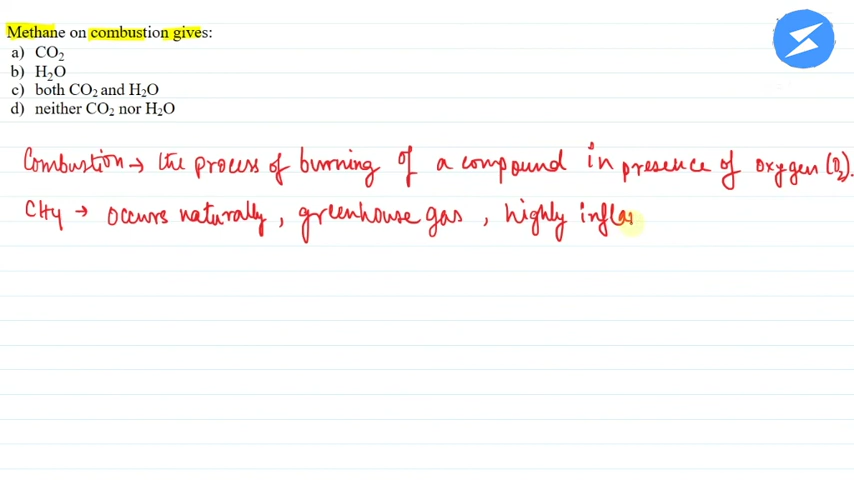 Methane on combustion gives:
a) CO₂
b) H₂O
c) both CO₂ and H₂O
d) neither CO₂ nor H₂O
Combustion → the process of burning of a compound in presence of oxygen (O₂).
CH₄ → occurs naturally, greenhouse gas, highly infla